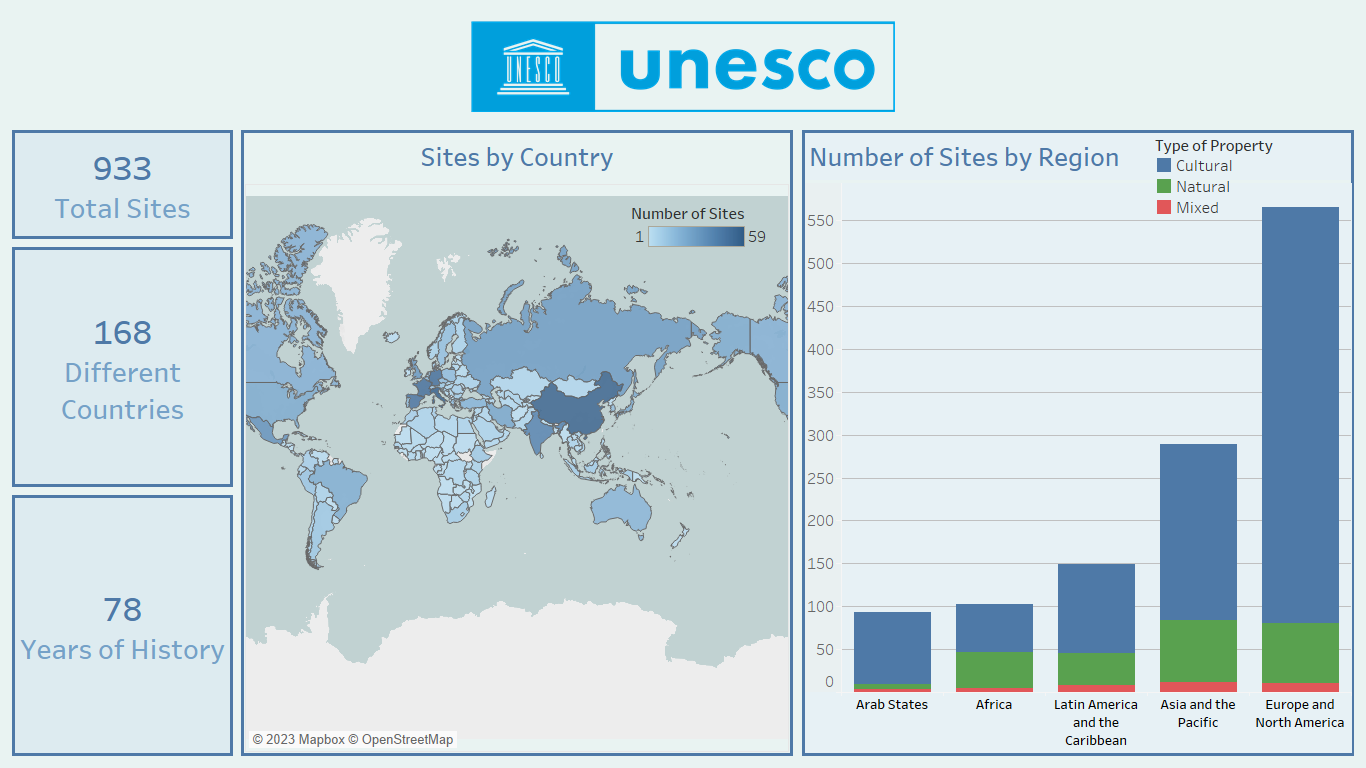 UNESCO
unesco
933
Total Sites
168
Different
Countries
78
Years of History
Sites by Country
Number of Sites
1 59
© 2023 Mapbox © OpenStreetMap
Number of Sites by Region
Type of Property
Cultural
Natural
Mixed
550
500
450
400
350
300
250
200
150
100
50
0
Arab States
Africa
Latin America
and the
Caribbean
Asia and the
Pacific
Europe and
North America